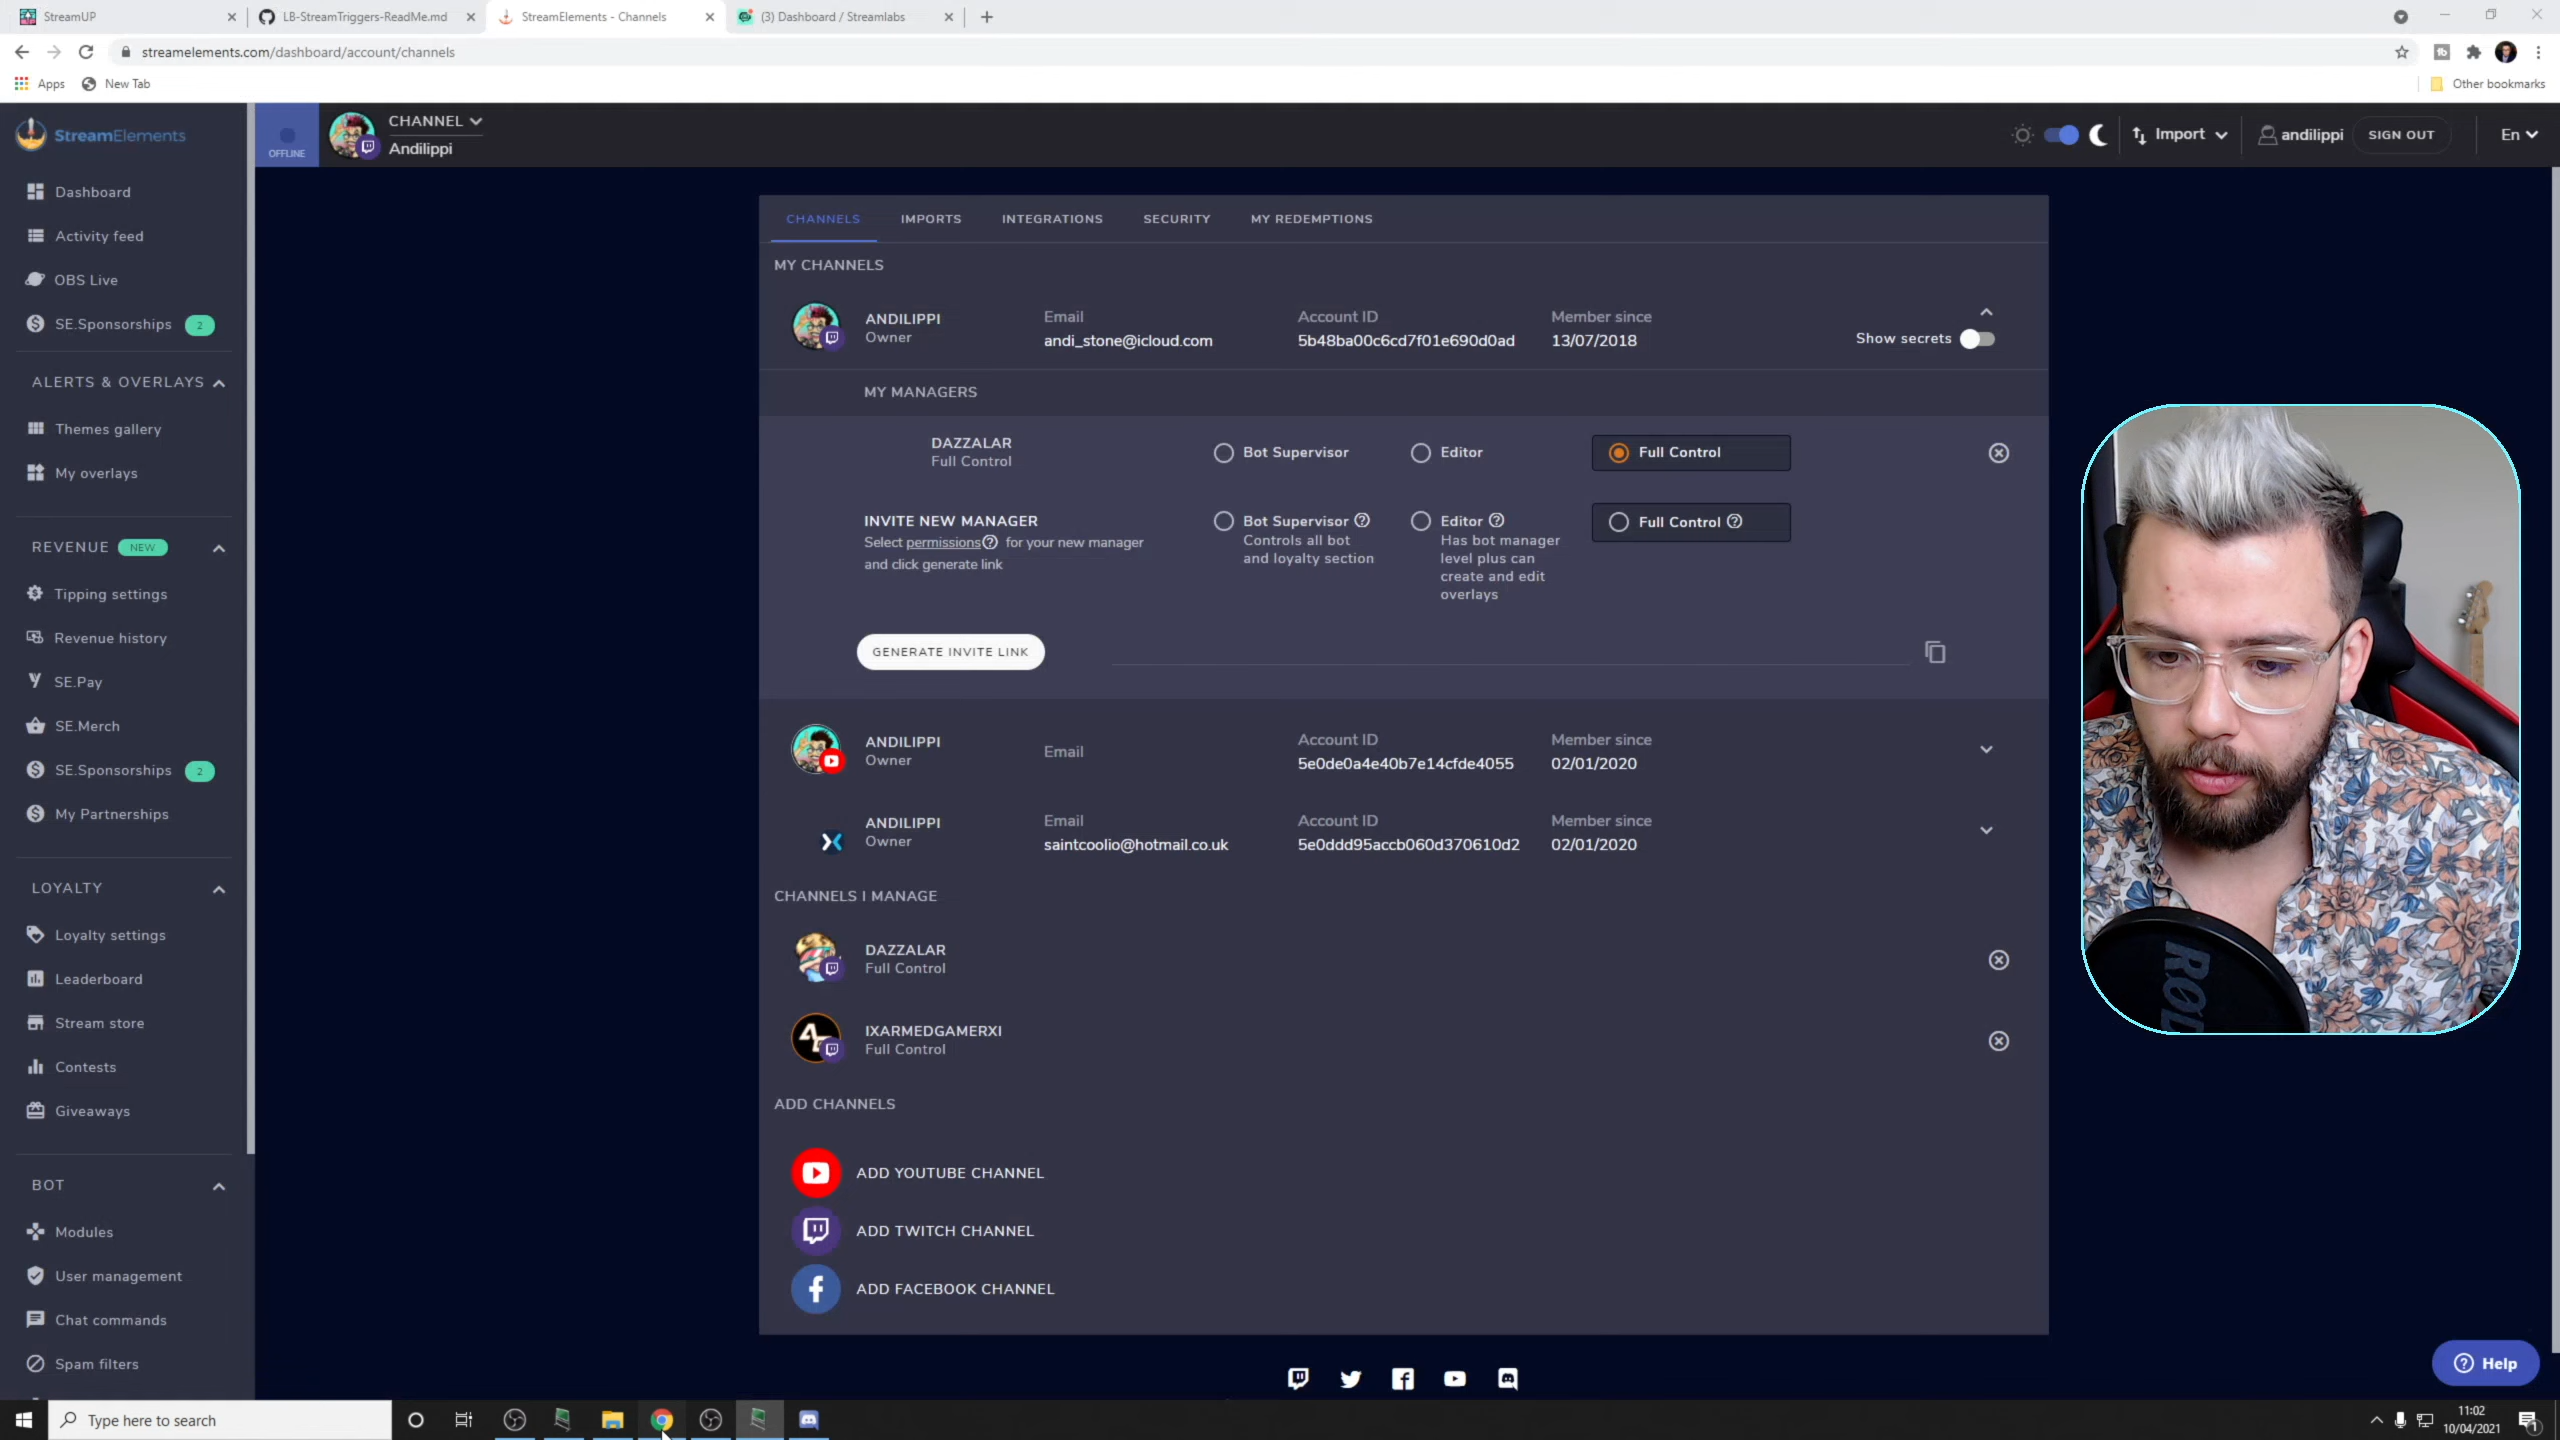 StreamUP
LB-StreamTriggers-ReadMe.md
StreamElements - Channels
(3) Dashboard / Streamlabs
streamelements.com/dashboard/account/channels
Apps
New Tab
Other bookmarks
StreamElements
OFFLINE
CHANNEL
Andilippi
Import
andilippi
SIGN OUT
En
Dashboard
Activity feed
OBS Live
SE.Sponsorships 2
ALERTS & OVERLAYS
Themes gallery
My overlays
REVENUE NEW
Tipping settings
Revenue history
SE.Pay
SE.Merch
SE.Sponsorships 2
My Partnerships
LOYALTY
Loyalty settings
Leaderboard
Stream store
Contests
Giveaways
BOT
Modules
User management
Chat commands
Spam filters
CHANNELS IMPORTS INTEGRATIONS SECURITY MY REDEMPTIONS
MY CHANNELS
ANDILIPPI
Owner
Email
andi_stone@icloud.com
Account ID
5b48ba00c6cd7f01e690d0ad
Member since
13/07/2018
Show secrets
MY MANAGERS
DAZZALAR
Full Control
Bot Supervisor
Editor
Full Control
INVITE NEW MANAGER
Select permissions for your new manager
and click generate link
Bot Supervisor
Controls all bot
and loyalty section
Editor
Has bot manager
level plus can
create and edit
overlays
Full Control
GENERATE INVITE LINK
ANDILIPPI
Owner
Email
Account ID
5e0de0a4e40b7e14cfde4055
Member since
02/01/2020
ANDILIPPI
Owner
Email
saintcoolio@hotmail.co.uk
Account ID
5e0ddd95accb060d370610d2
Member since
02/01/2020
CHANNELS I MANAGE
DAZZALAR
Full Control
IXARMEDGAMERXI
Full Control
ADD CHANNELS
ADD YOUTUBE CHANNEL
ADD TWITCH CHANNEL
ADD FACEBOOK CHANNEL
Help
RØD
Type here to search
11:02
10/04/2021
1